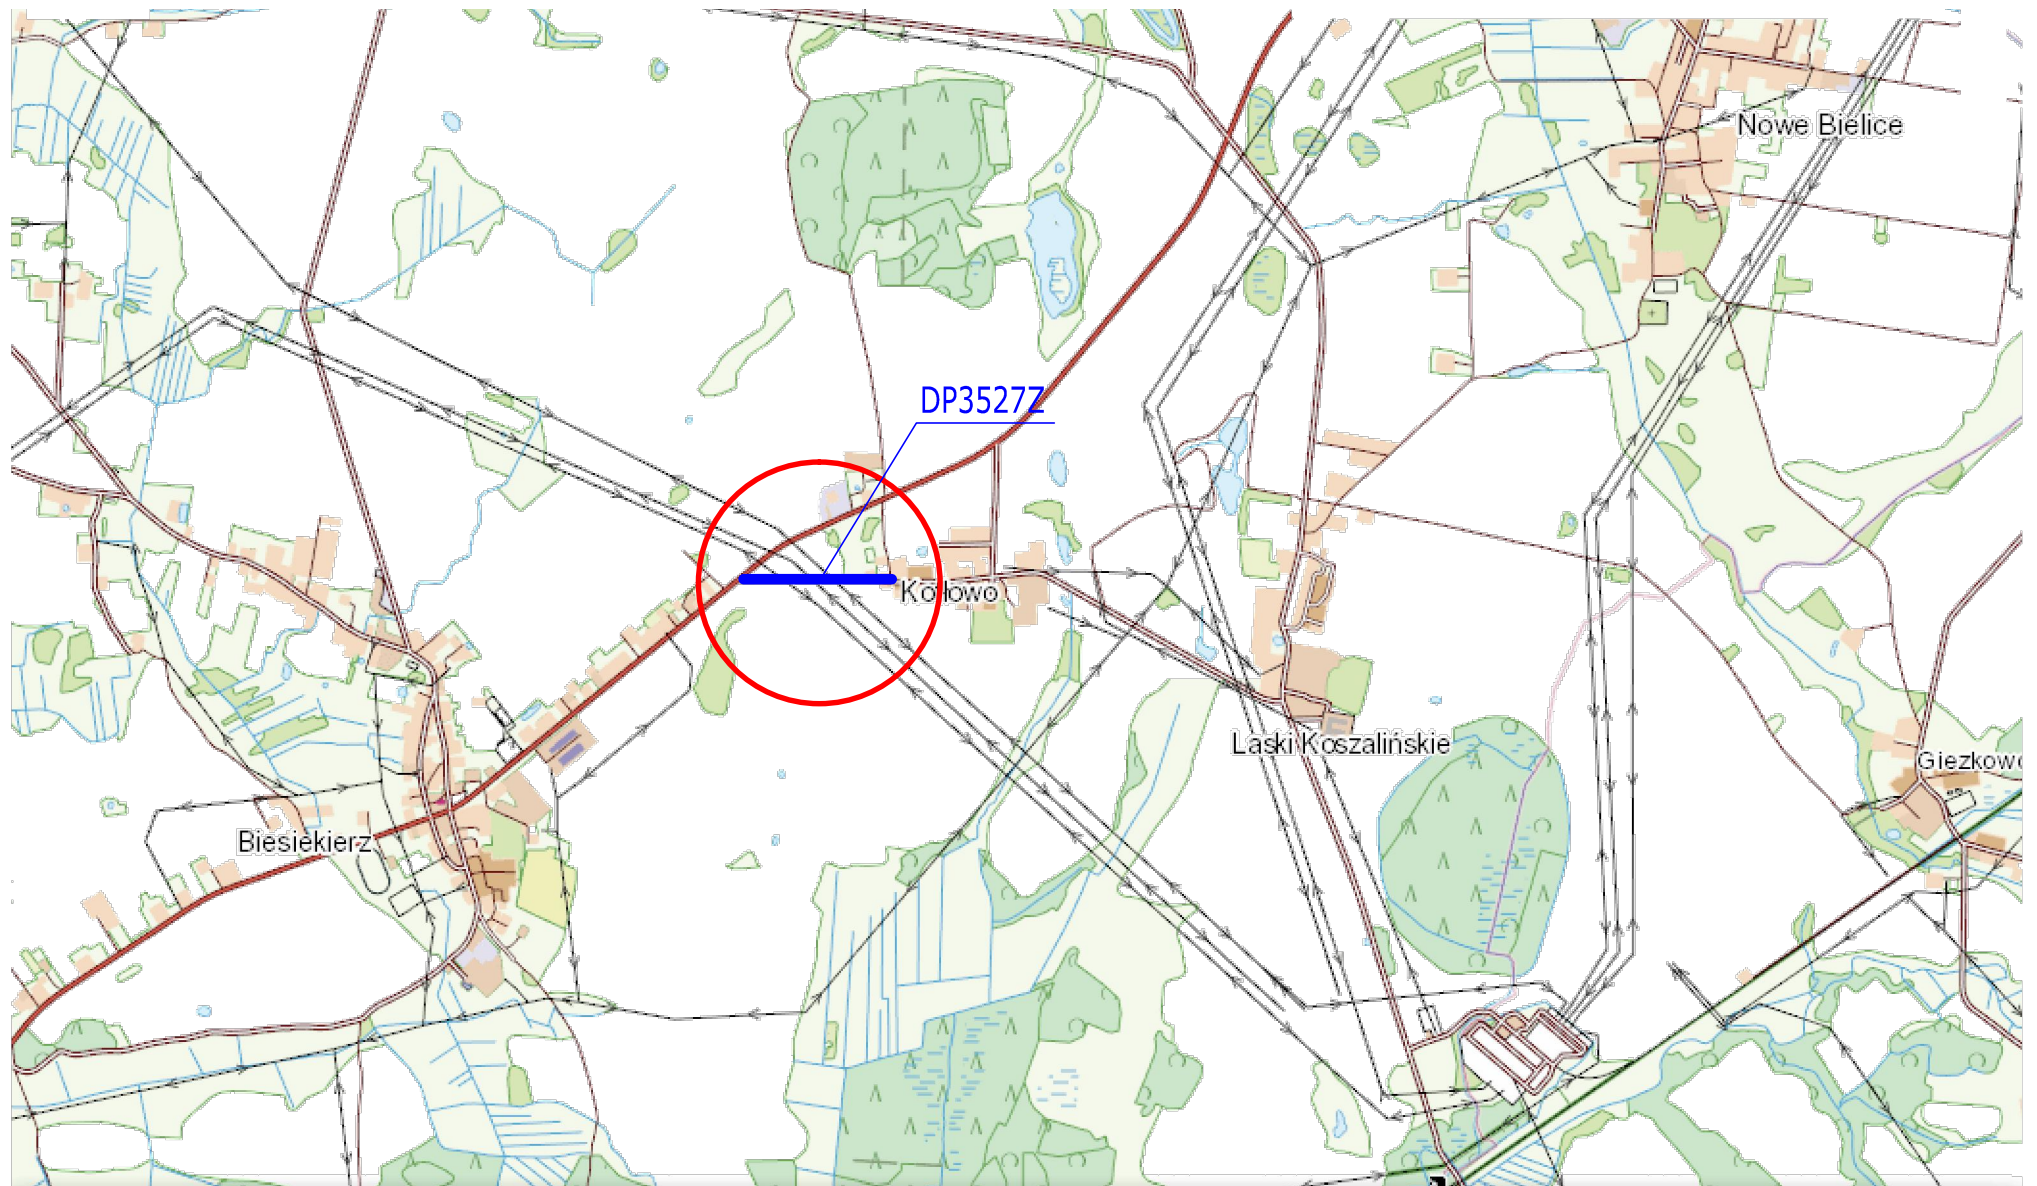 Nowe Bielice
DP3527Z
Kołowo
Laski Koszalińskie
Giezkowo
Biesiekierz